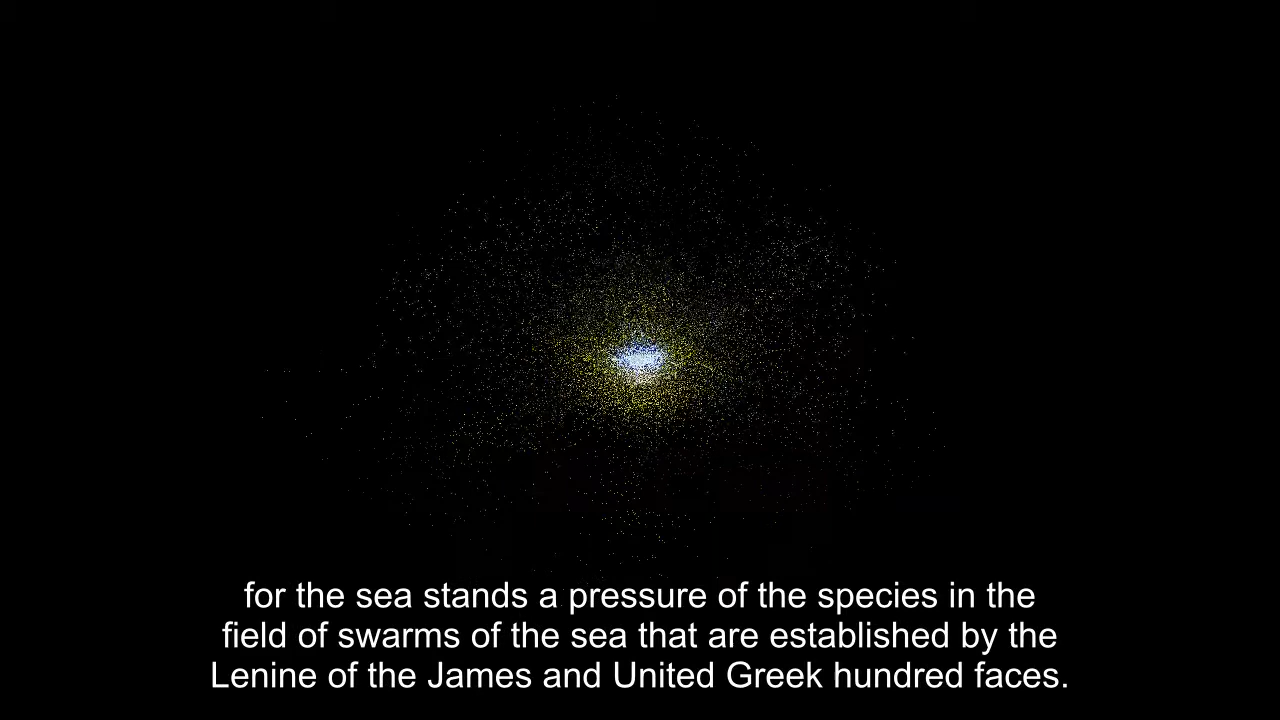 for the sea stands a pressure of the species in the
field of swarms of the sea that are established by the
Lenine of the James and United Greek hundred faces.